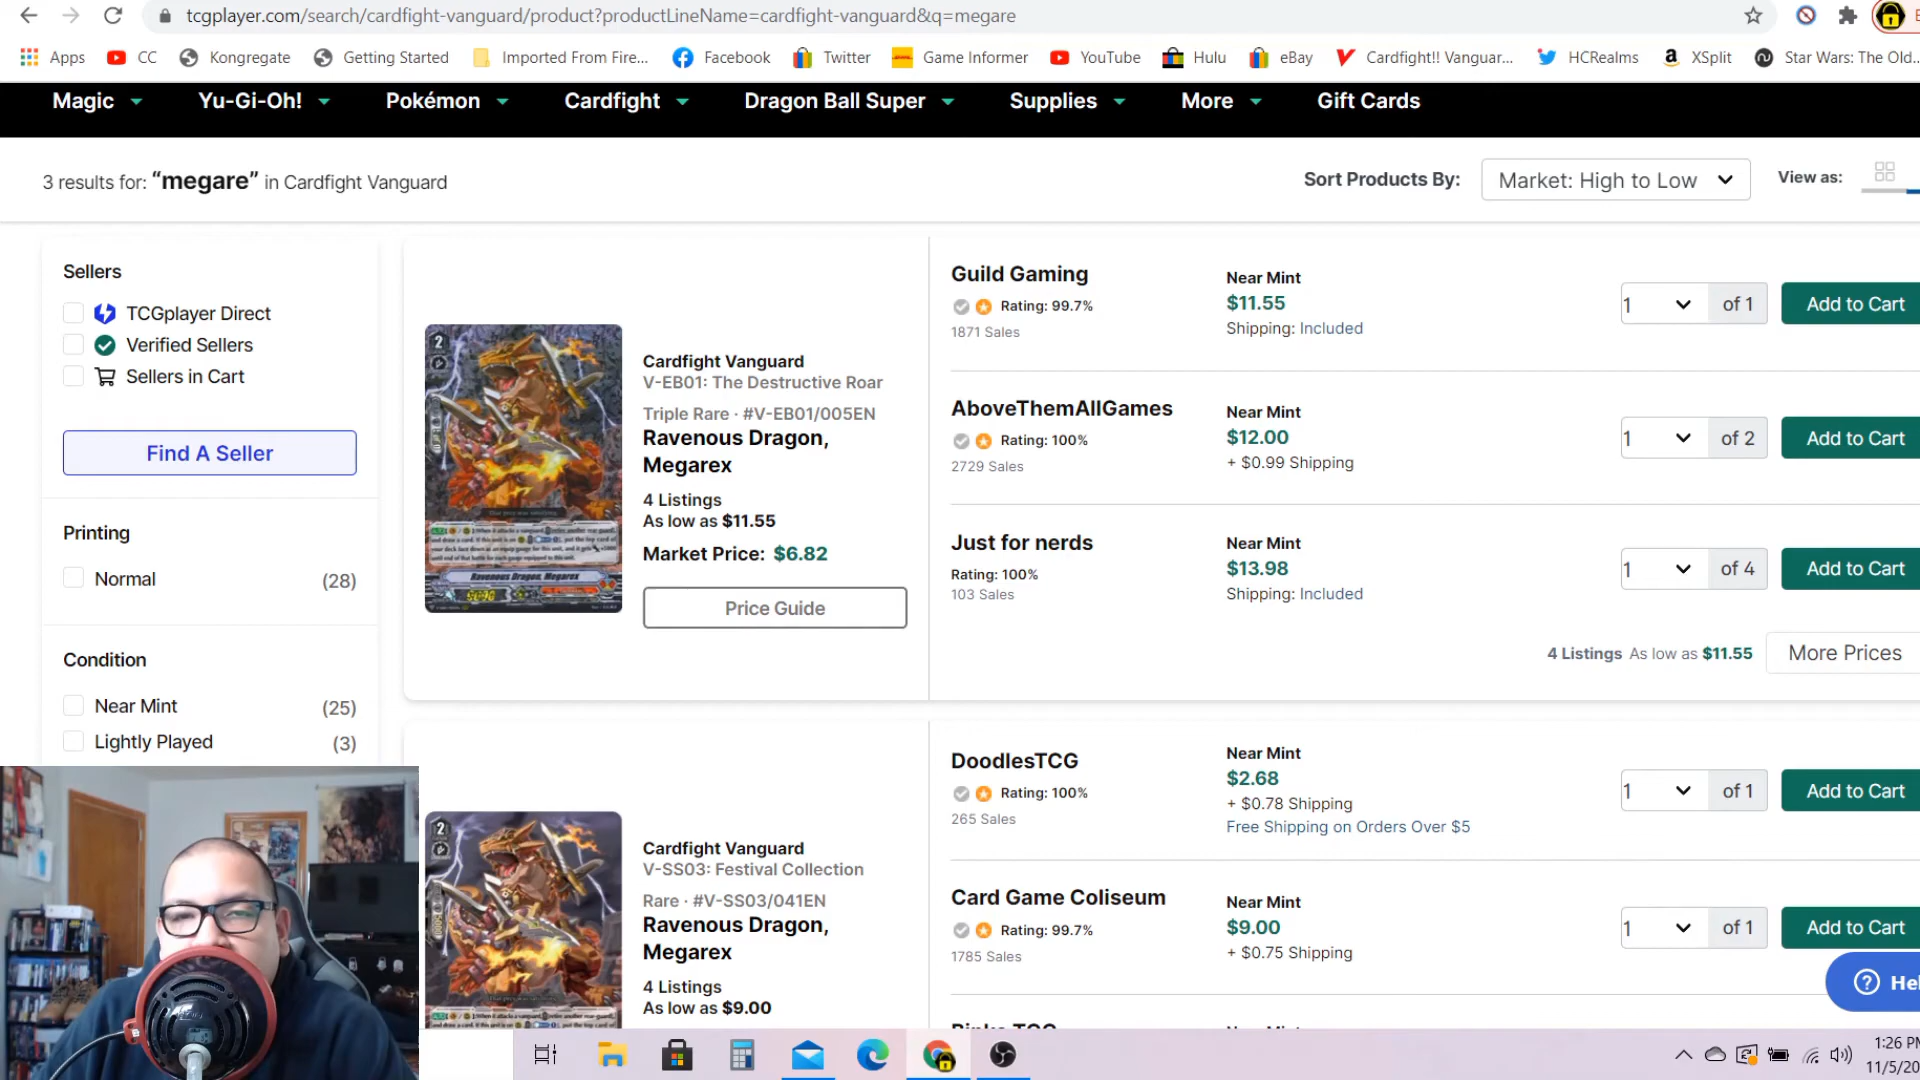 tcgplayer.com/search/cardfight-vanguard/product?productLineName=cardfight-vanguard&q=megare
Apps CC Kongregate Getting Started Imported From Fire... Facebook Twitter Game Informer YouTube Hulu eBay Cardfight!! Vanguar... HCRealms XSplit Star Wars: The Old...
Magic Yu-Gi-Oh! Pokémon Cardfight Dragon Ball Super Supplies More Gift Cards
3 results for: “megare” in Cardfight Vanguard
Sort Products By: Market: High to Low View as:
Sellers
TCGplayer Direct
Verified Sellers
Sellers in Cart
Find A Seller
Printing
Normal (28)
Condition
Near Mint (25)
Lightly Played (3)
2
Ravenous Dragon, Megarex
Cardfight Vanguard
V-EB01: The Destructive Roar
Triple Rare · #V-EB01/005EN
Ravenous Dragon,
Megarex
4 Listings
As low as $11.55
Market Price: $6.82
Price Guide
Guild Gaming
Rating: 99.7%
1871 Sales
Near Mint
$11.55
Shipping: Included
1 of 1 Add to Cart
AboveThemAllGames
Rating: 100%
2729 Sales
Near Mint
$12.00
+ $0.99 Shipping
1 of 2 Add to Cart
Just for nerds
Rating: 100%
103 Sales
Near Mint
$13.98
Shipping: Included
1 of 4 Add to Cart
4 Listings As low as $11.55 More Prices
2
Cardfight Vanguard
V-SS03: Festival Collection
Rare · #V-SS03/041EN
Ravenous Dragon,
Megarex
4 Listings
As low as $9.00
DoodlesTCG
Rating: 100%
265 Sales
Near Mint
$2.68
+ $0.78 Shipping
Free Shipping on Orders Over $5
1 of 1 Add to Cart
Card Game Coliseum
Rating: 99.7%
1785 Sales
Near Mint
$9.00
+ $0.75 Shipping
1 of 1 Add to Cart
Hel
1:26 PM
11/5/20